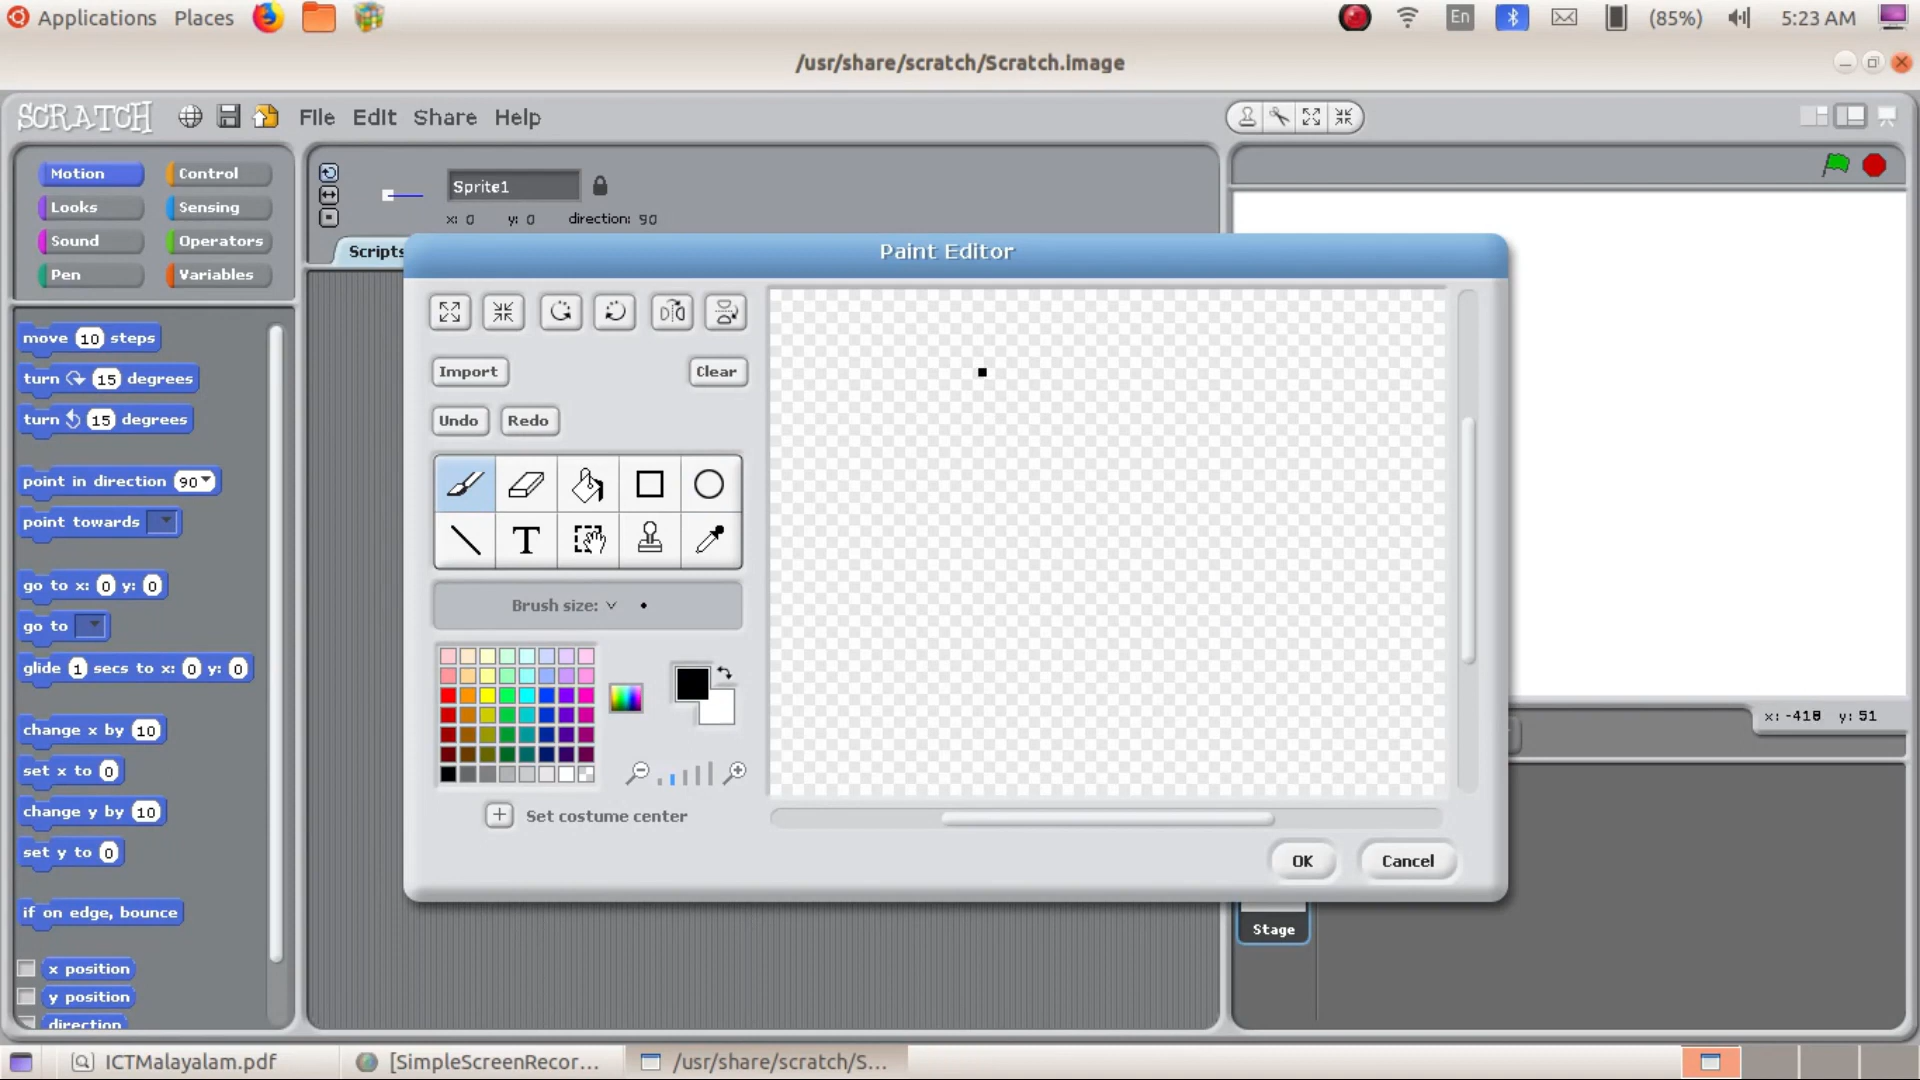 Applications Places En (85%) 5:23 AM
/usr/share/scratch/Scratch.image
SCRATCH File Edit Share Help
Motion Control
Looks Sensing
Sound Operators
Pen Variables
Sprite1
x: 0 y: 0 direction: 90
Scripts
Paint Editor
Import Clear
Undo Redo
T
Brush size:
Set costume center
OK Cancel
move 10 steps
turn 15 degrees
turn 15 degrees
point in direction 90
point towards
go to x: 0 y: 0
go to
glide 1 secs to x: 0 y: 0
change x by 10
set x to 0
change y by 10
set y to 0
if on edge, bounce
x position
y position
direction
x: -418 y: 51
Stage
ICTMalayalam.pdf [SimpleScreenRecor... /usr/share/scratch/S...